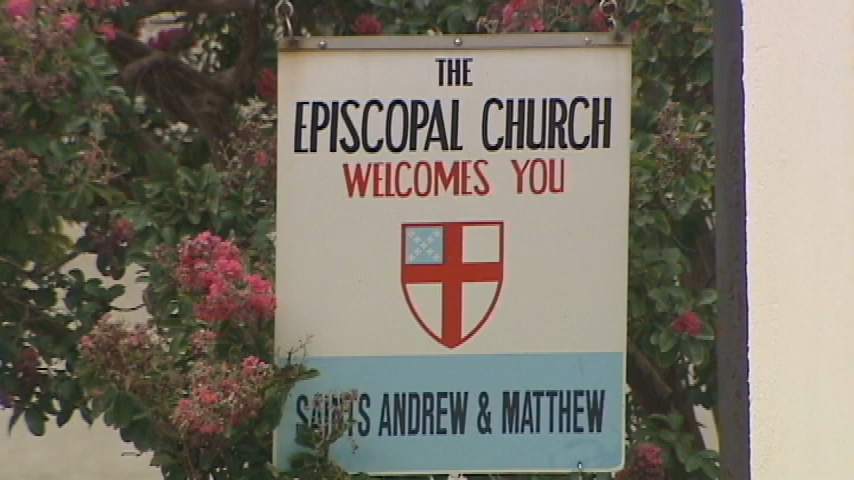 THE
EPISCOPAL CHURCH
WELCOMES YOU
SAINTS ANDREW & MATTHEW